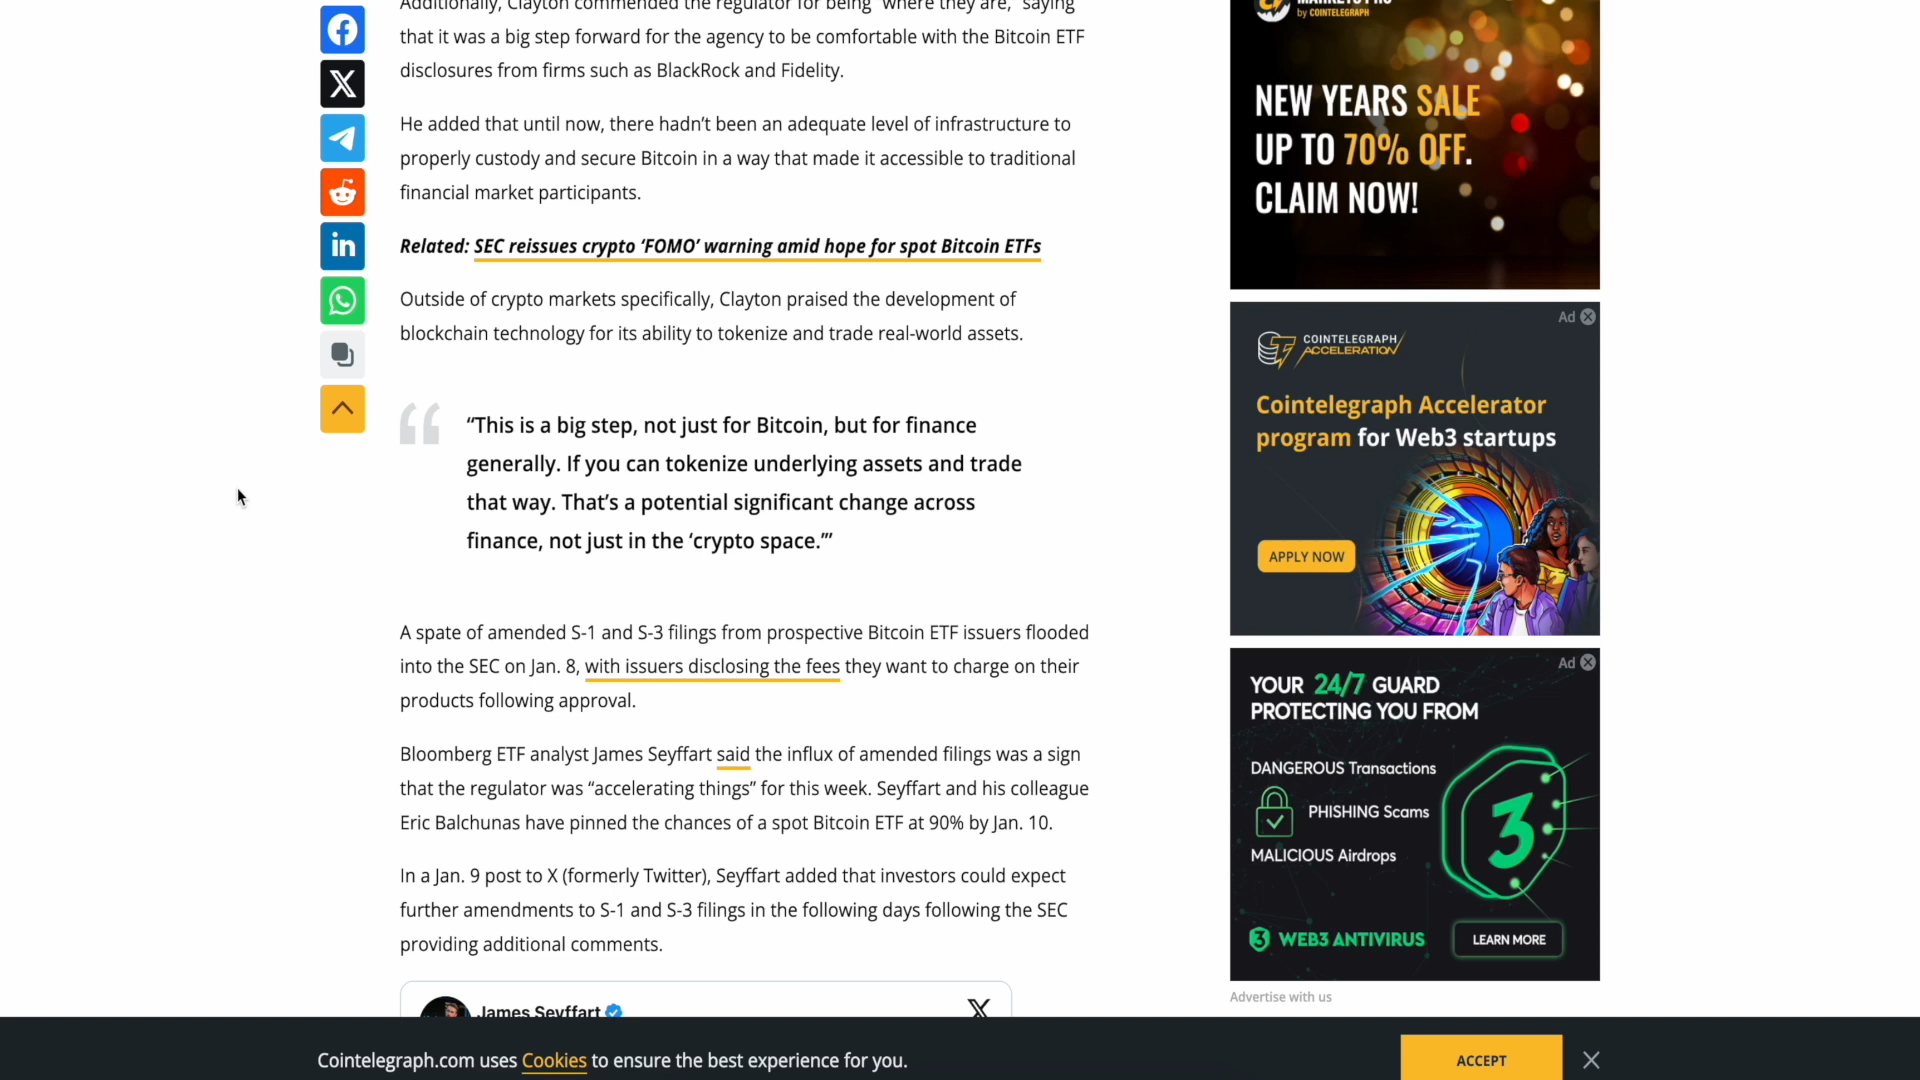 Additionally, Clayton commended the regulator for being "where they are," saying
that it was a big step forward for the agency to be comfortable with the Bitcoin ETF
disclosures from firms such as BlackRock and Fidelity.
He added that until now, there hadn't been an adequate level of infrastructure to
properly custody and secure Bitcoin in a way that made it accessible to traditional
financial market participants.
Related: SEC reissues crypto 'FOMO' warning amid hope for spot Bitcoin ETFs
Outside of crypto markets specifically, Clayton praised the development of
blockchain technology for its ability to tokenize and trade real-world assets.
“This is a big step, not just for Bitcoin, but for finance
generally. If you can tokenize underlying assets and trade
that way. That’s a potential significant change across
finance, not just in the ‘crypto space.’”
A spate of amended S-1 and S-3 filings from prospective Bitcoin ETF issuers flooded
into the SEC on Jan. 8, with issuers disclosing the fees they want to charge on their
products following approval.
Bloomberg ETF analyst James Seyffart said the influx of amended filings was a sign
that the regulator was “accelerating things” for this week. Seyffart and his colleague
Eric Balchunas have pinned the chances of a spot Bitcoin ETF at 90% by Jan. 10.
In a Jan. 9 post to X (formerly Twitter), Seyffart added that investors could expect
further amendments to S-1 and S-3 filings in the following days following the SEC
providing additional comments.
James Seyffart
MARKETS PRO
by COINTELEGRAPH
NEW YEARS SALE
UP TO 70% OFF.
CLAIM NOW!
Ad
COINTELEGRAPH
ACCELERATION
Cointelegraph Accelerator
program for Web3 startups
APPLY NOW
Ad
YOUR 24/7 GUARD
PROTECTING YOU FROM
DANGEROUS Transactions
PHISHING Scams
MALICIOUS Airdrops
3
WEB3 ANTIVIRUS
LEARN MORE
Advertise with us
Cointelegraph.com uses Cookies to ensure the best experience for you.
ACCEPT